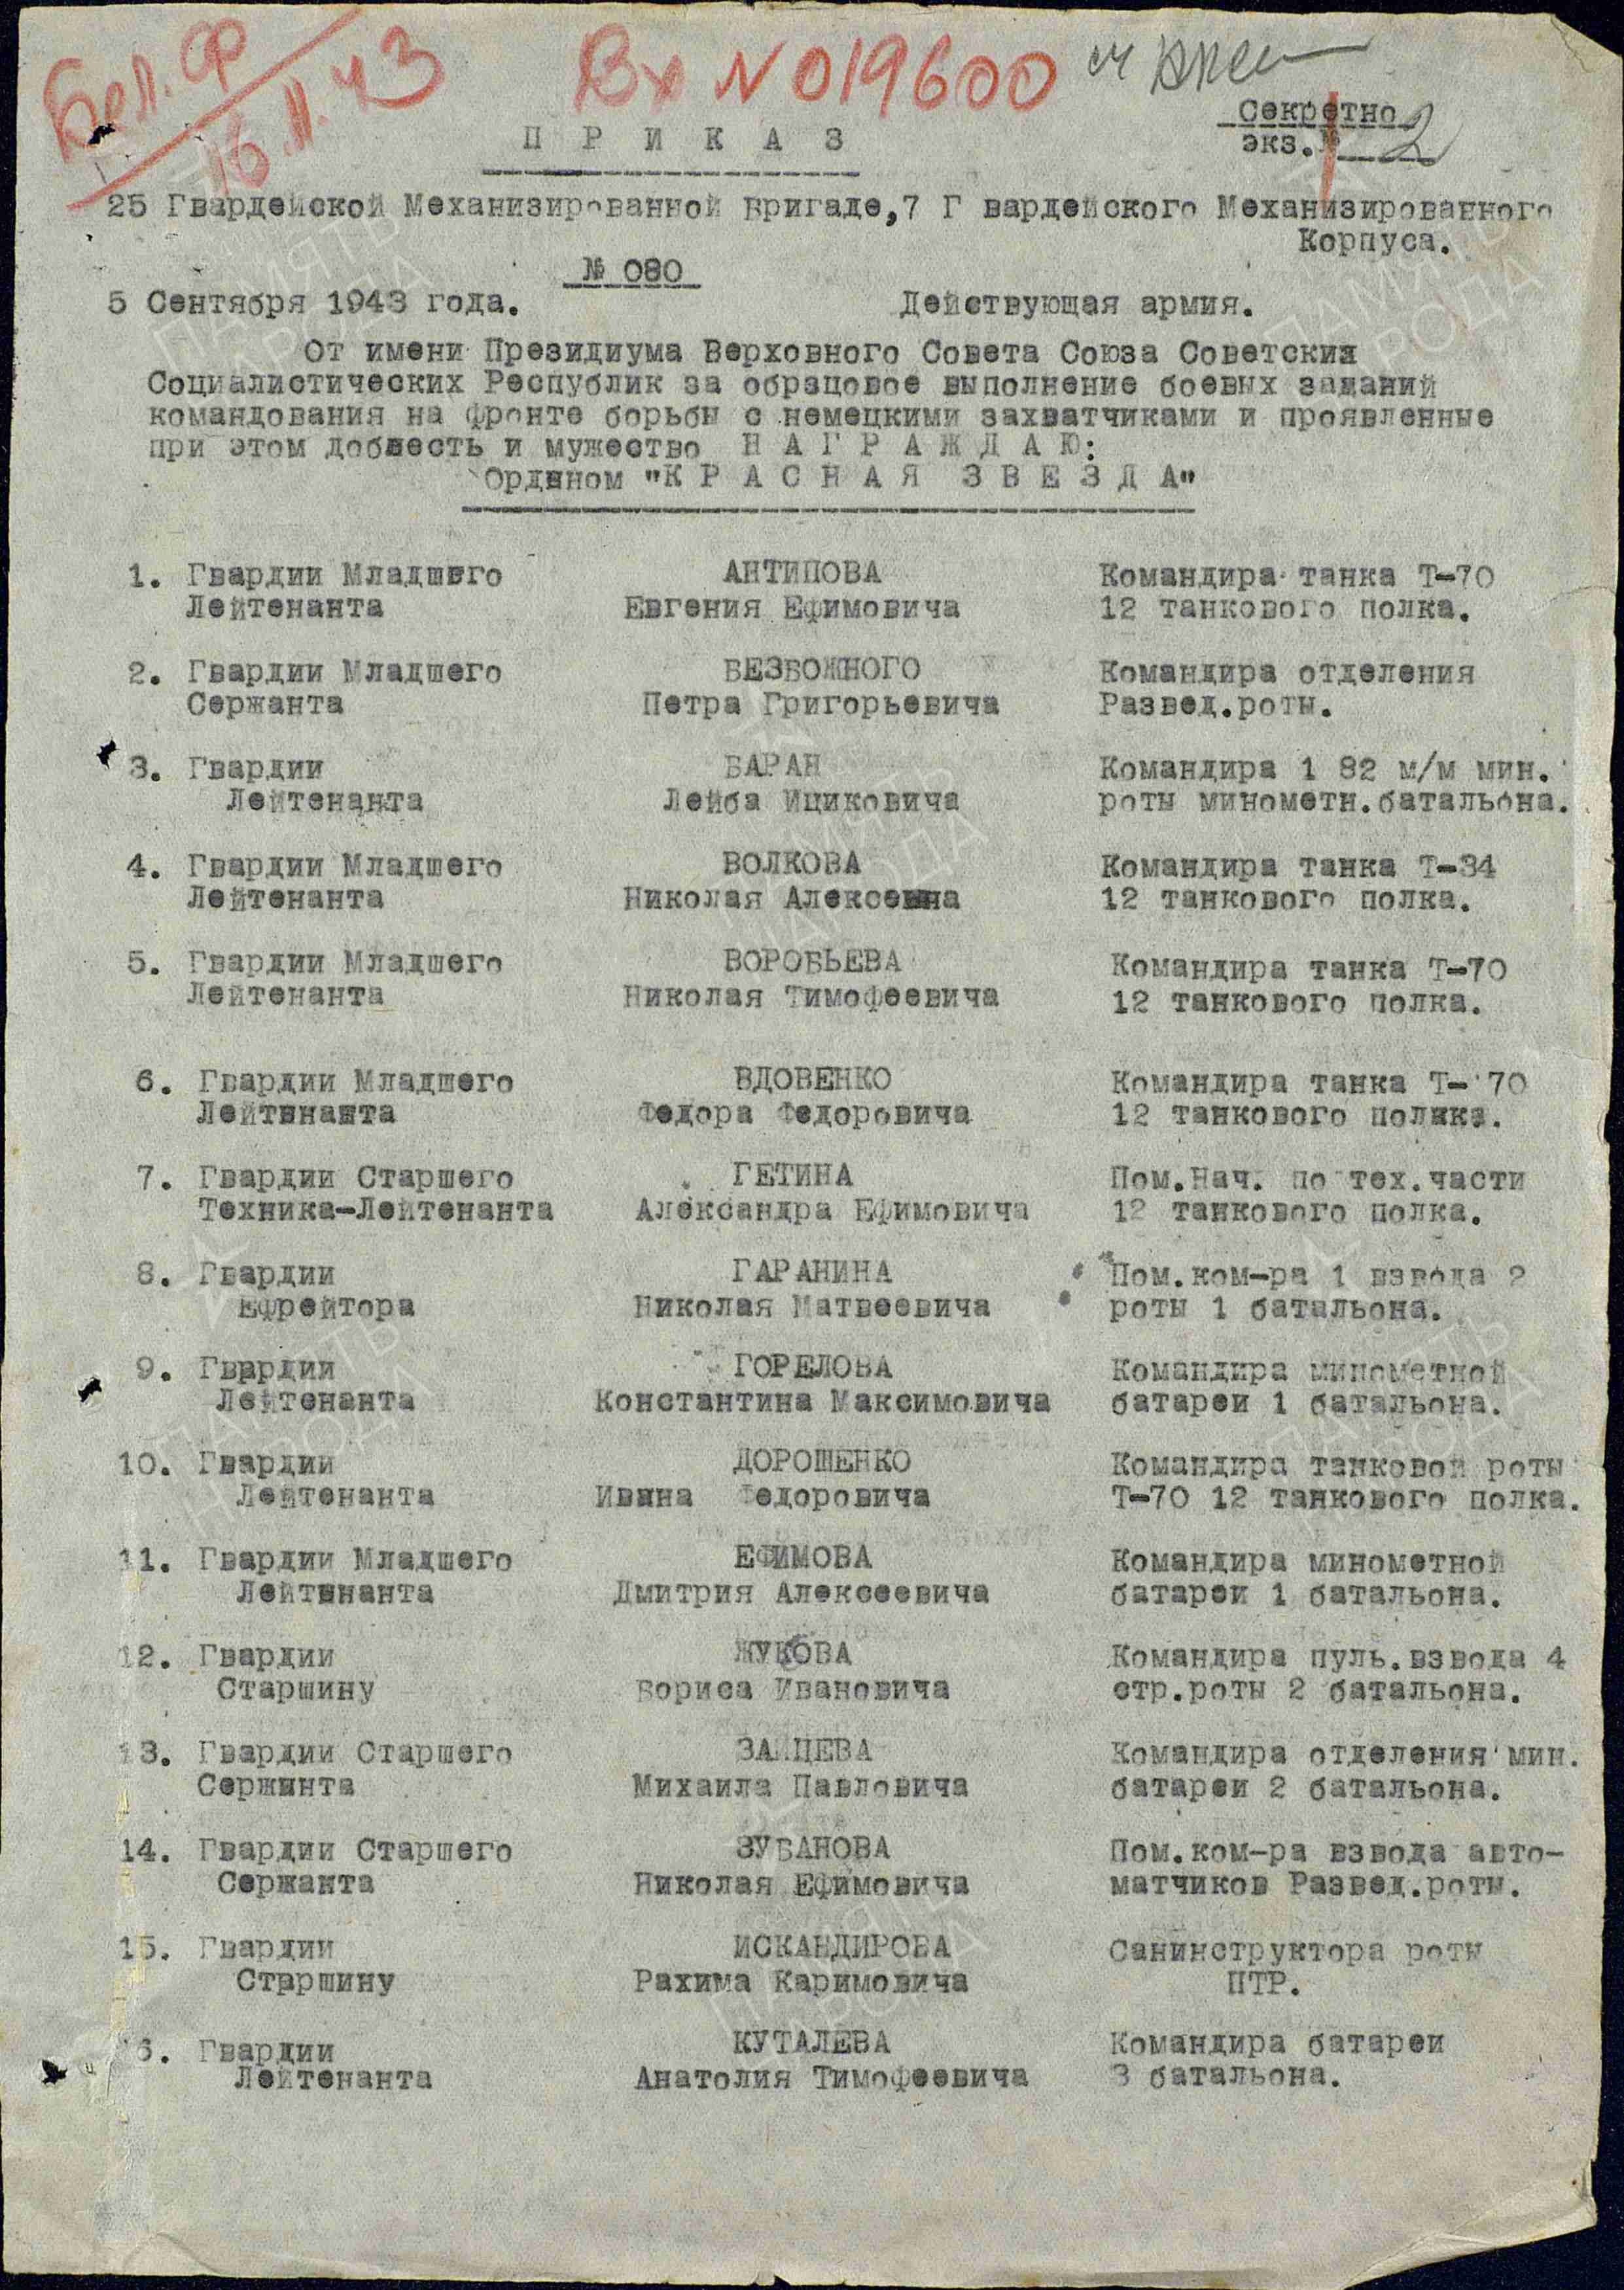 Бел. Ф
16.11.43
Вх N 019600
Секретно
экз.№ 2
П Р И К А З
25 Гвардейской Механизированной Бригаде,7 Г вардейского Механизированного
Корпуса.
№ 080
5 Сентября 1943 года. Действующая армия.
От имени Президиума Верховного Совета Союза Советских
Социалистических Республик за обрзцовое выполнение боевых заданий
командования на фронте борьбы с немецкими захватчиками и проявленные
при этом доблесть и мужество Н А Г Р А Ж Д А Ю:
Орденом "К Р А С Н А Я З В Е З Д А"
1. Гвардии Младшего АНТИПОВА Командира танка Т-70
Лейтенанта Евгения Ефимовича 12 танкового полка.
2. Гвардии Младшего БЕЗБОЖНОГО Командира отделения
Сержанта Петра Григорьевича Развед.роты.
3. Гвардии БАРАН Командира 1 82 м/м мин.
Лейтенанта Лейба Ициковича роты минометн.батальона.
4. Гвардии Младшего ВОЛКОВА Командира танка Т-34
Лейтенанта Николая 12 танкового полка.
5. Гвардии Младшего ВОРОБЬЕВА Командира танка Т-70
Лейтенанта Николая Тимофеевича 12 танкового полка.
6. Гвардии Младшего ВДОВЕНКО Командира танка Т- 70
Лейтенанта Федора Федоровича 12 танкового полка.
7. Гвардии Старшего ГЕТИНА Пом.Нач. по тех.части
Техника-Лейтенанта Александра Ефимовича 12 танкового полка.
8. Гвардии ГАРАНИНА Пом.ком-ра 1 взвода 2
Ефрейтора Николая Матвеевича роты 1 батальона.
9. Гвардии ГОРЕЛОВА Командира минометной
Лейтенанта Константина Максимовича батареи 1 батальона.
10. Гвардии ДОРОШЕНКО Командира танковой роты
Лейтенанта Ивана Федоровича Т-70 12 танкового полка.
11. Гвардии Младшего ЕФИМОВА Командира минометной
Лейтенанта Дмитрия Алексеевича батареи 1 батальона.
12. Гвардии ЖУКОВА Командира пуль.взвода 4
Старшину Бориса Ивановича стр.роты 2 батальона.
13. Гвардии Старшего ЗАЙЦЕВА Командира отделения мин.
Сержанта Михаила Павловича батареи 2 батальона.
14. Гвардии Старшего ЗУБАНОВА Пом.ком-ра взвода авто-
Сержанта Николая Ефимовича матчиков Развед.роты.
15. Гвардии ИСКАНДИРОВА Санинструктора роты
Старшину Рахима Каримовича ПТР.
16. Гвардии КУТАЛЕВА Командира батареи
Лейтенанта Анатолия Тимофеевича 3 батальона.
ПАМЯТЬ
НАРОДА